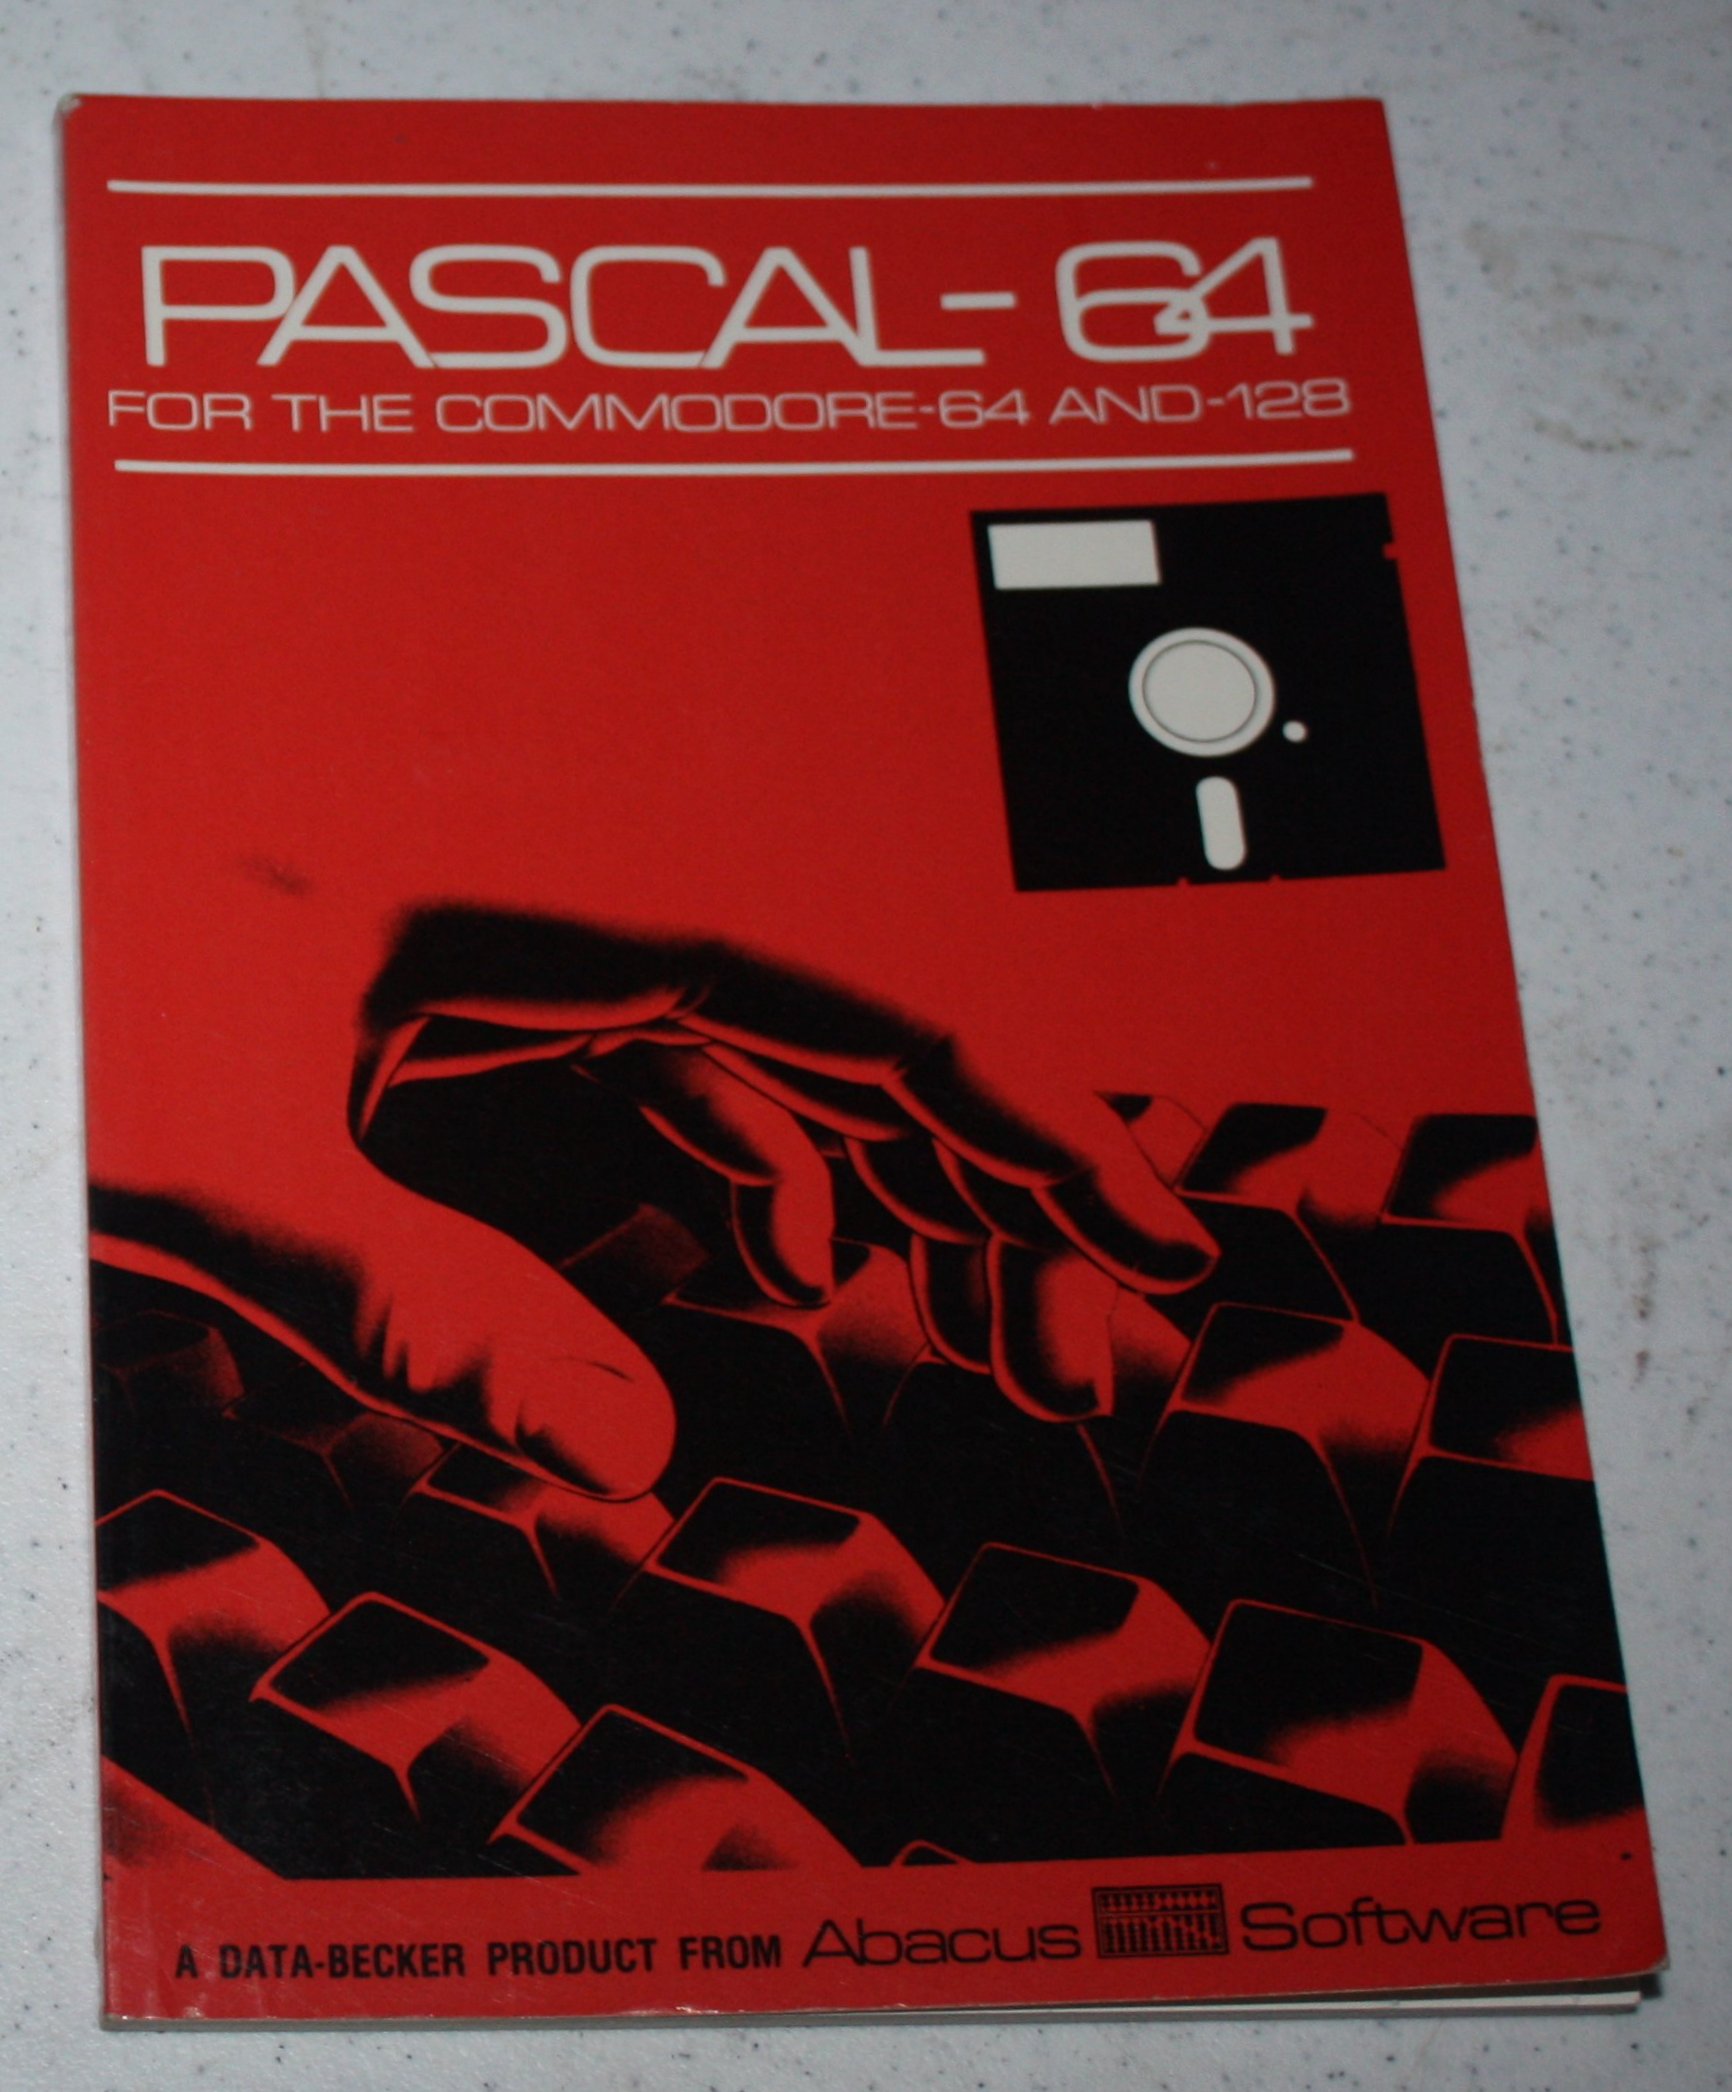 PASCAL-64
FOR THE COMMODORE-64 AND-128
A DATA-BECKER PRODUCT FROM Abacus Software